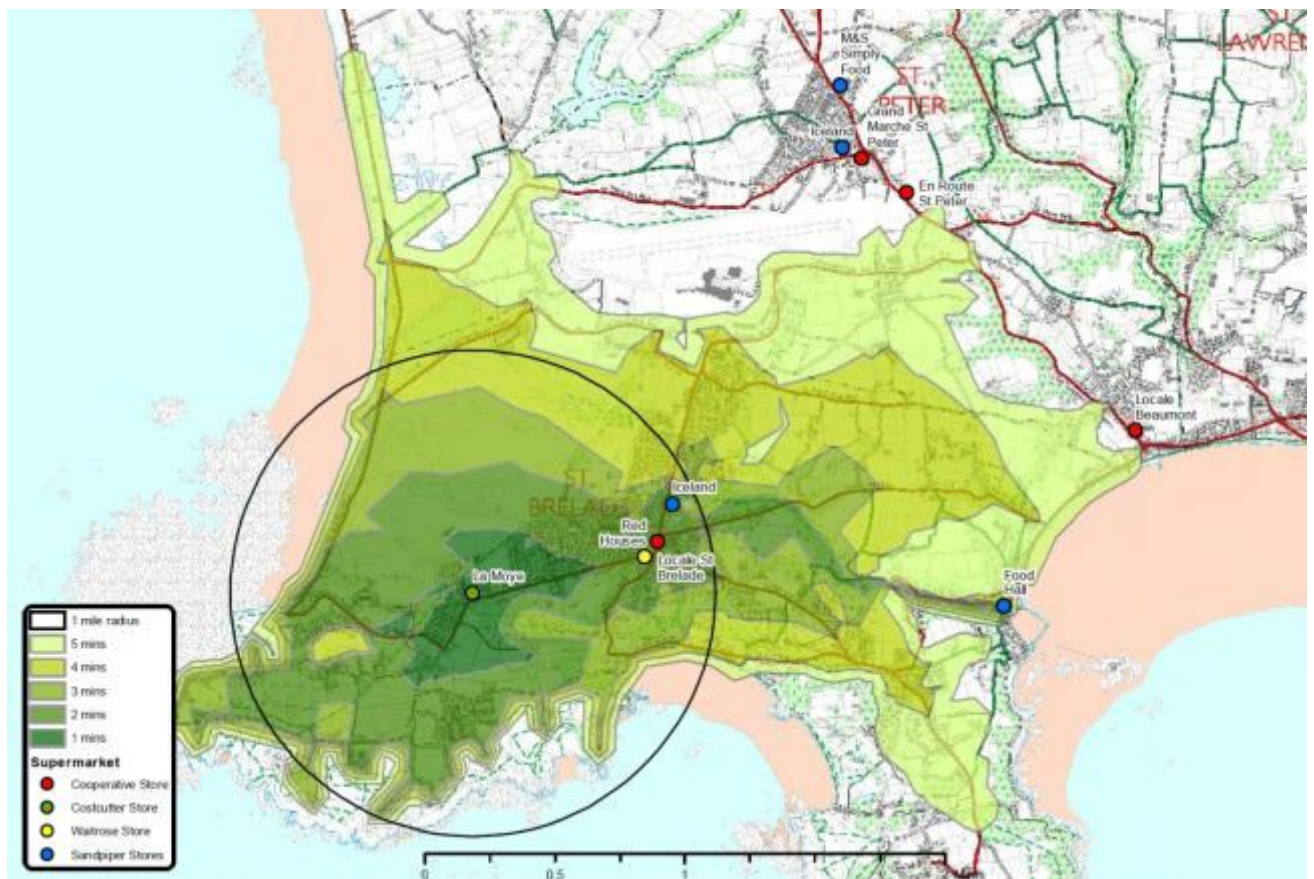 ST.
LAWREN
M&S
Simply
Food
ST.
PETER
Grand
Marche St
Peter
Iceland
En Route
St Peter
Locale
Beaumont
ST.
BRELADE
Iceland
Red
Houses
Locale St
Brelade
La Moye
Food
Hall
1 mile radius
5 mins
4 mins
3 mins
2 mins
1 mins
Supermarket
Cooperative Store
Costcutter Store
Waitrose Store
Sandpiper Stores
0 0.5 1